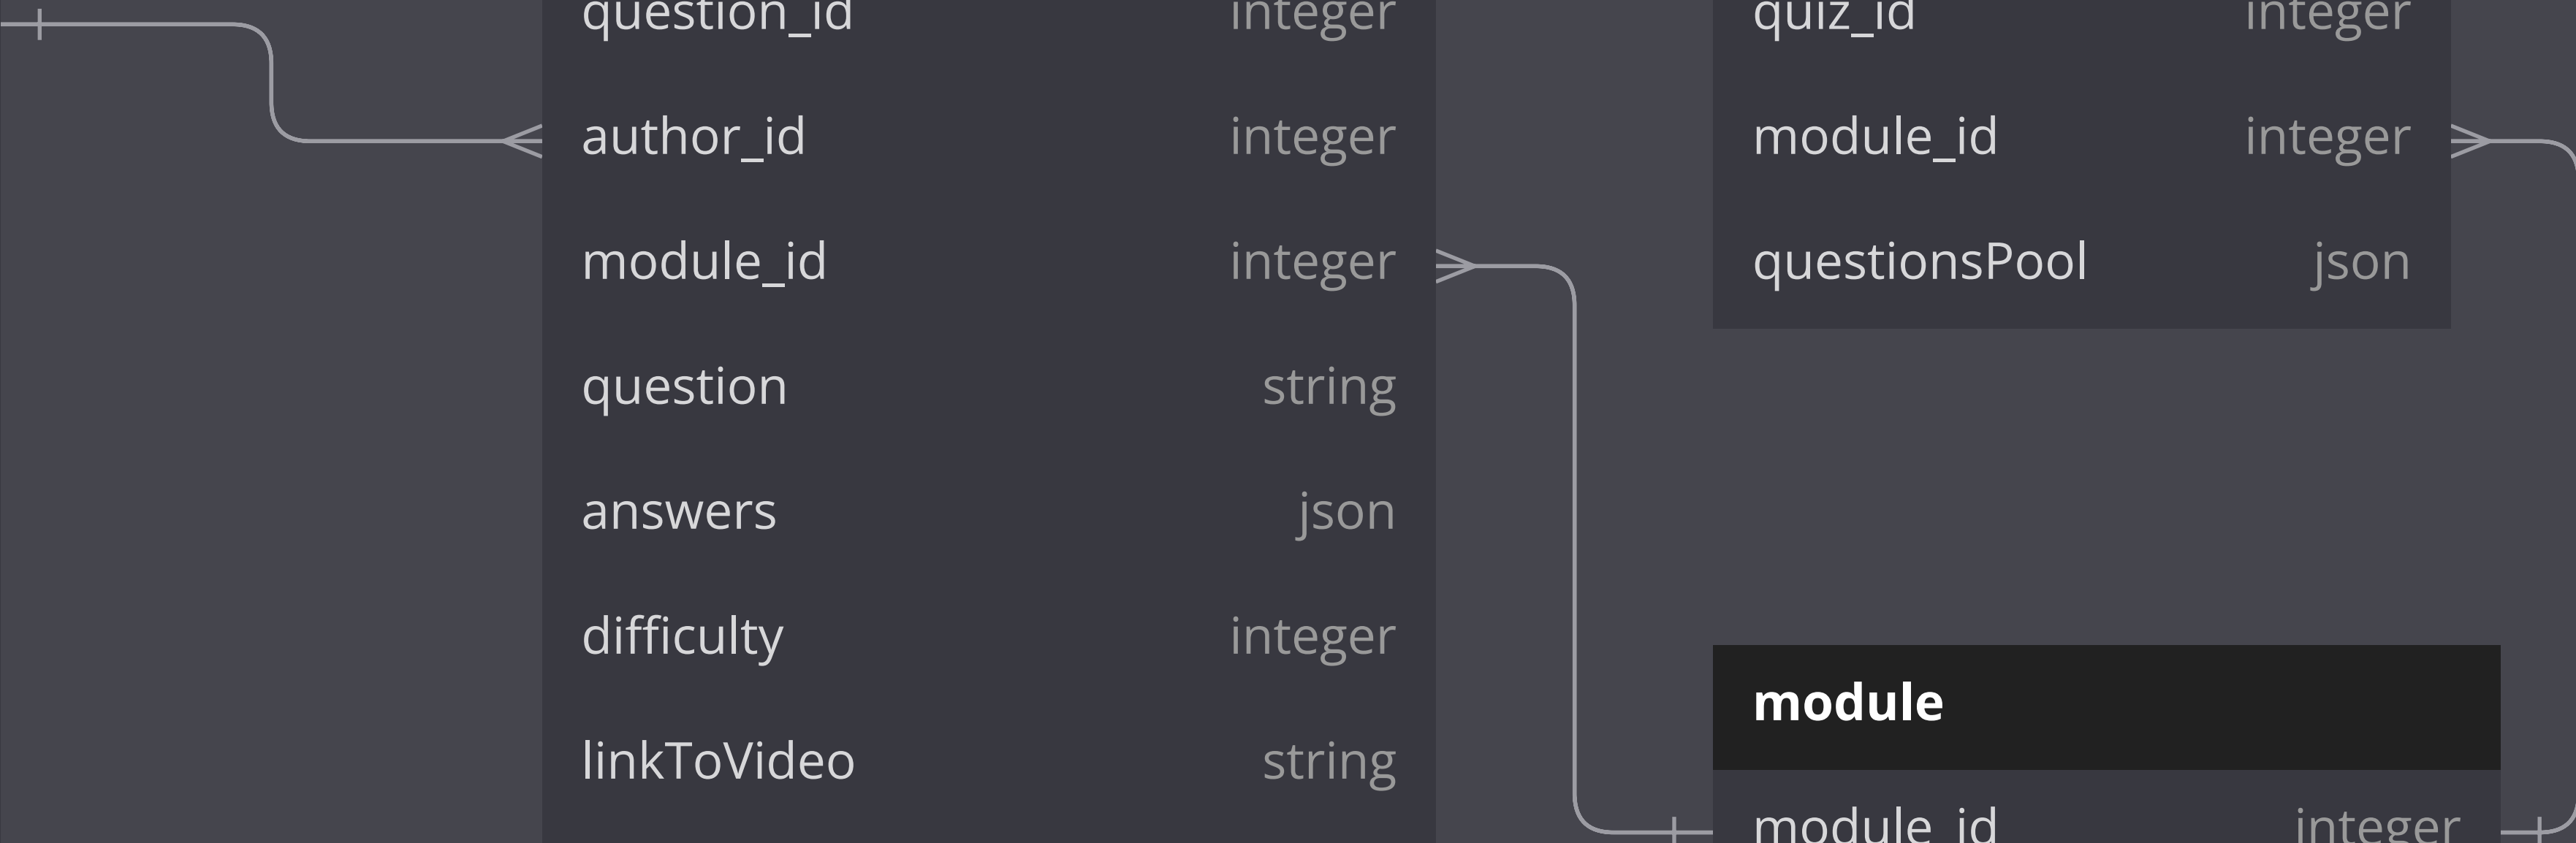 question_id integer
author_id integer
module_id integer
question string
answers json
difficulty integer
linkToVideo string
quiz_id integer
module_id integer
questionsPool json
module
module_id integer